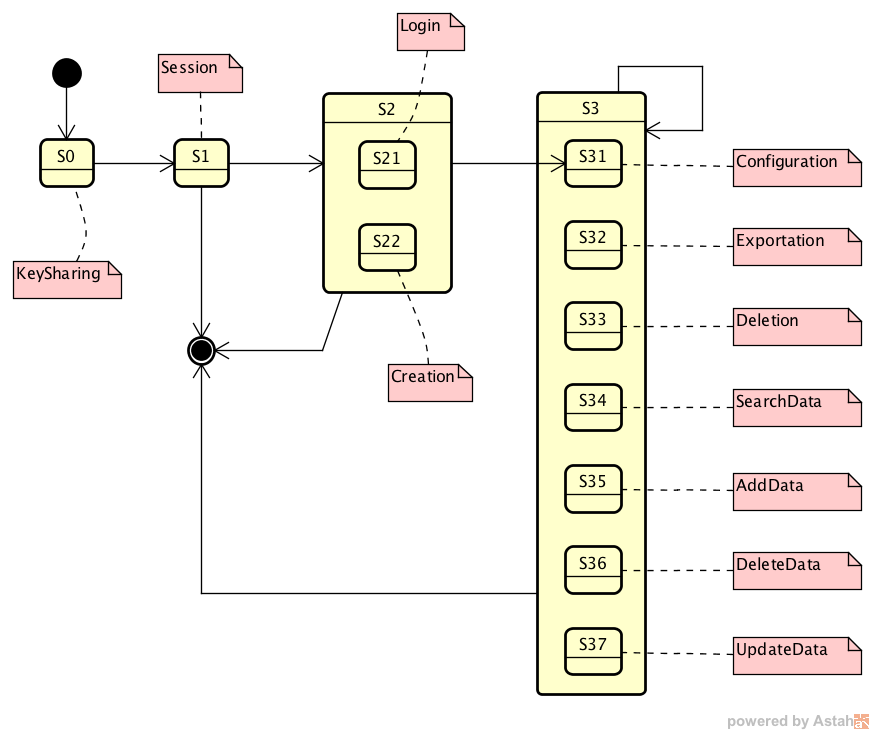 Login
Session
S2
S3
S0
S1
S21
S31
Configuration
S22
S32
Exportation
KeySharing
S33
Deletion
Creation
S34
SearchData
S35
AddData
S36
DeleteData
S37
UpdateData
powered by Astah